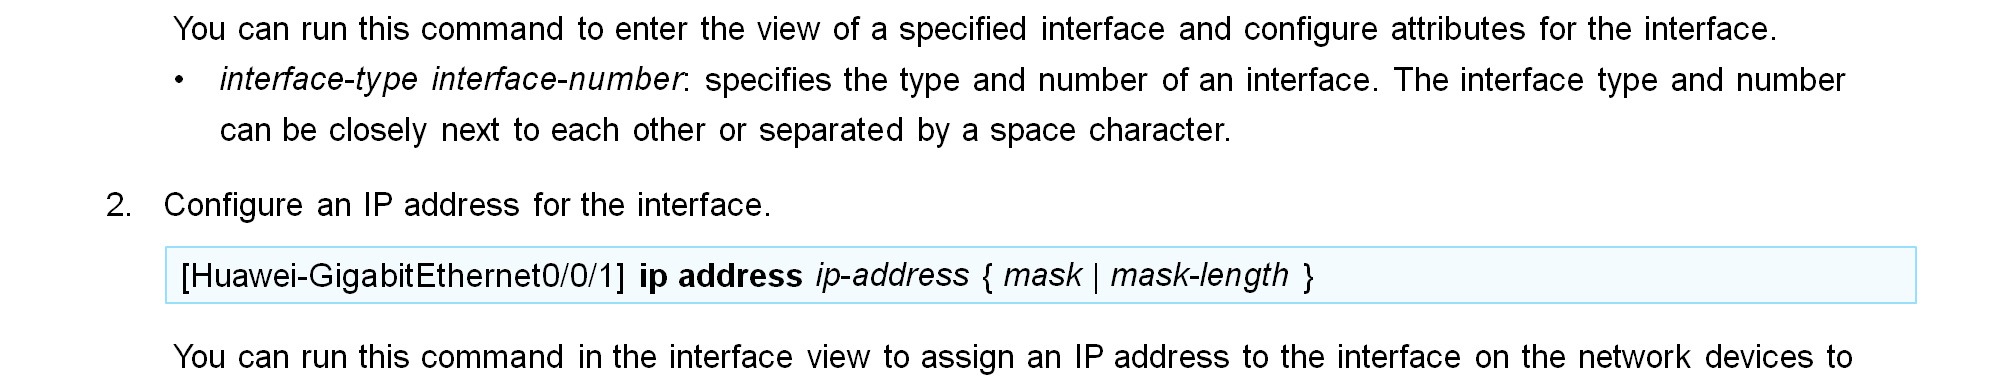 You can run this command to enter the view of a specified interface and configure attributes for the interface.
• interface-type interface-number: specifies the type and number of an interface. The interface type and number
can be closely next to each other or separated by a space character.
2. Configure an IP address for the interface.
[Huawei-GigabitEthernet0/0/1] ip address ip-address { mask | mask-length }
You can run this command in the interface view to assign an IP address to the interface on the network devices to